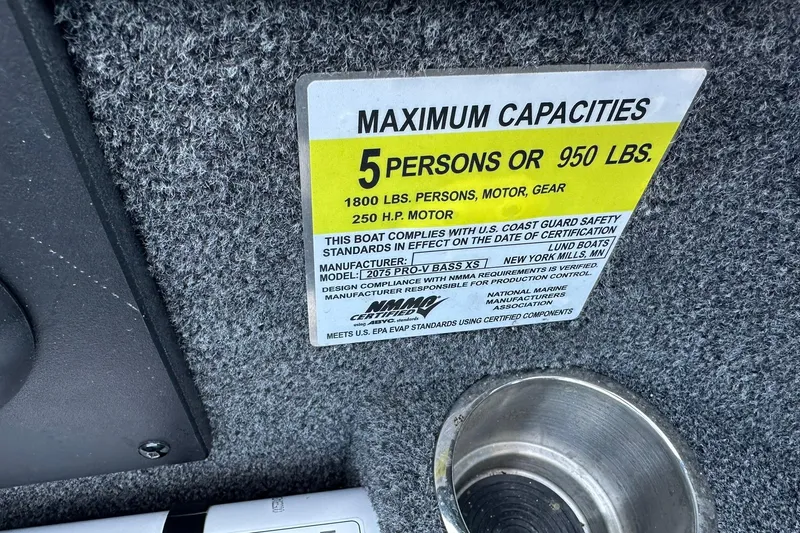 MAXIMUM CAPACITIES
5 PERSONS OR 950 LBS.
1800 LBS. PERSONS, MOTOR, GEAR
250 H.P. MOTOR
THIS BOAT COMPLIES WITH U.S. COAST GUARD SAFETY
STANDARDS IN EFFECT ON THE DATE OF CERTIFICATION
MANUFACTURER: LUND BOATS
NEW YORK MILLS, MN
MODEL: 2075 PRO-V BASS XS
DESIGN COMPLIANCE WITH NMMA REQUIREMENTS IS VERIFIED.
MANUFACTURER RESPONSIBLE FOR PRODUCTION CONTROL.
NMMA
CERTIFIED
using ABYC standards
NATIONAL MARINE
MANUFACTURERS
ASSOCIATION
MEETS U.S. EPA EVAP STANDARDS USING CERTIFIED COMPONENTS